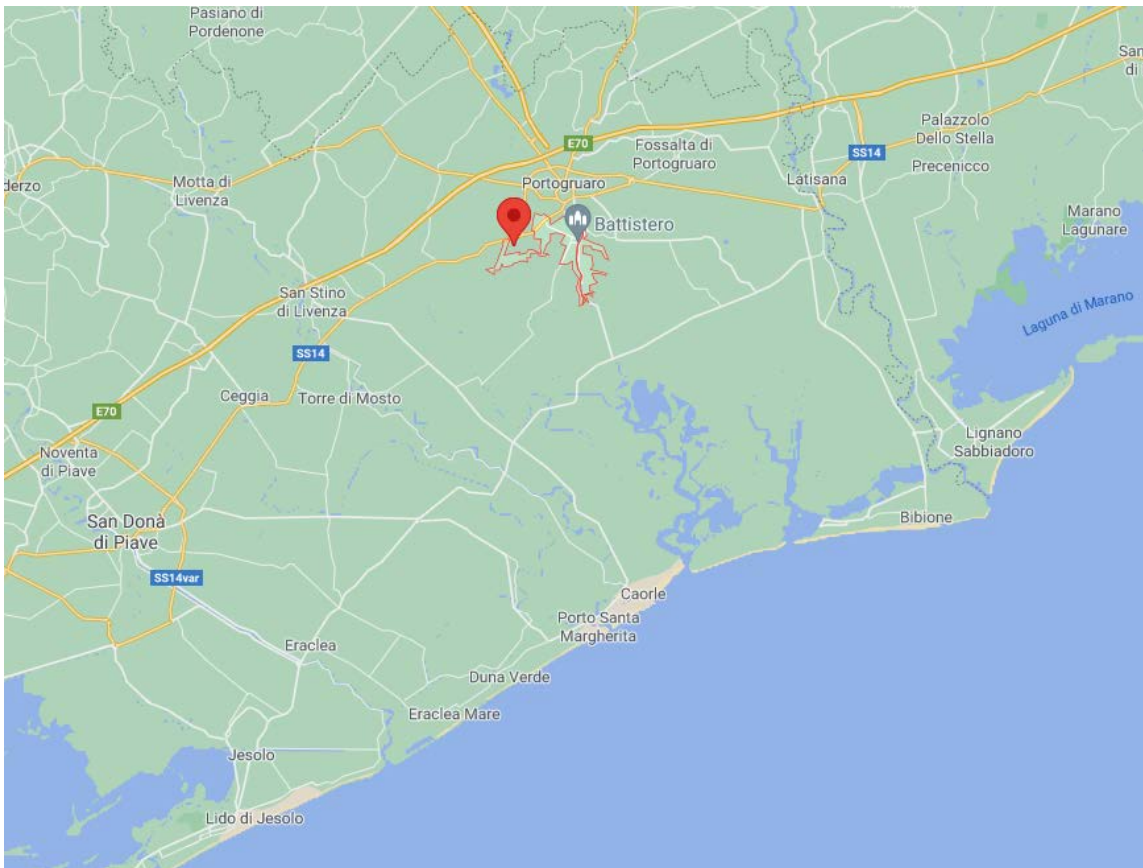 Pasiano di
Pordenone
San
di
Palazzolo
Dello Stella
E70
Fossalta di
Portogruaro
SS14
Precenicco
derzo
Motta di
Livenza
Portogruaro
Latisana
Battistero
Marano
Lagunare
San Stino
di Livenza
Laguna di Marano
SS14
Ceggia
Torre di Mosto
E70
Noventa
di Piave
Lignano
Sabbiadoro
San Donà
di Piave
Bibione
SS14var
Caorle
Porto Santa
Margherita
Eraclea
Duna Verde
Eraclea Mare
Jesolo
Lido di Jesolo